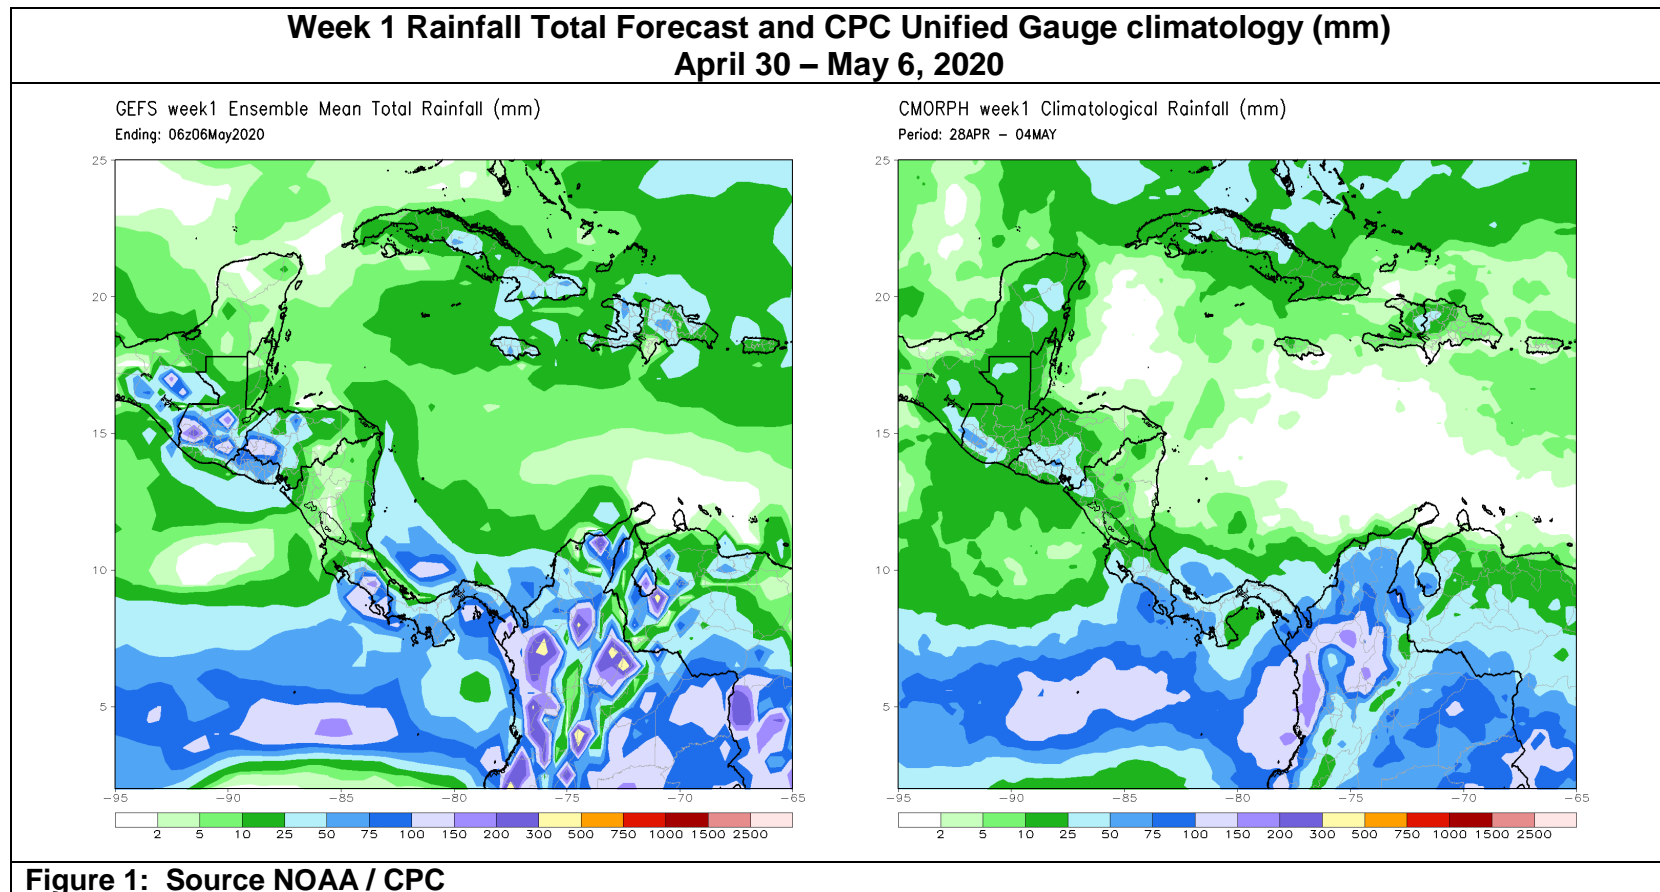 Week 1 Rainfall Total Forecast and CPC Unified Gauge climatology (mm)
April 30 – May 6, 2020
GEFS week1 Ensemble Mean Total Rainfall (mm)
Ending: 06z06May2020
25
20
15
10
5
-95 -90 -85 -80 -75 -70 -65
2 5 10 25 50 75 100 150 200 300 500 750 1000 1500 2500
CMORPH week1 Climatological Rainfall (mm)
Period: 28APR – 04MAY
25
20
15
10
5
-95 -90 -85 -80 -75 -70 -65
2 5 10 25 50 75 100 150 200 300 500 750 1000 1500 2500
Figure 1: Source NOAA / CPC